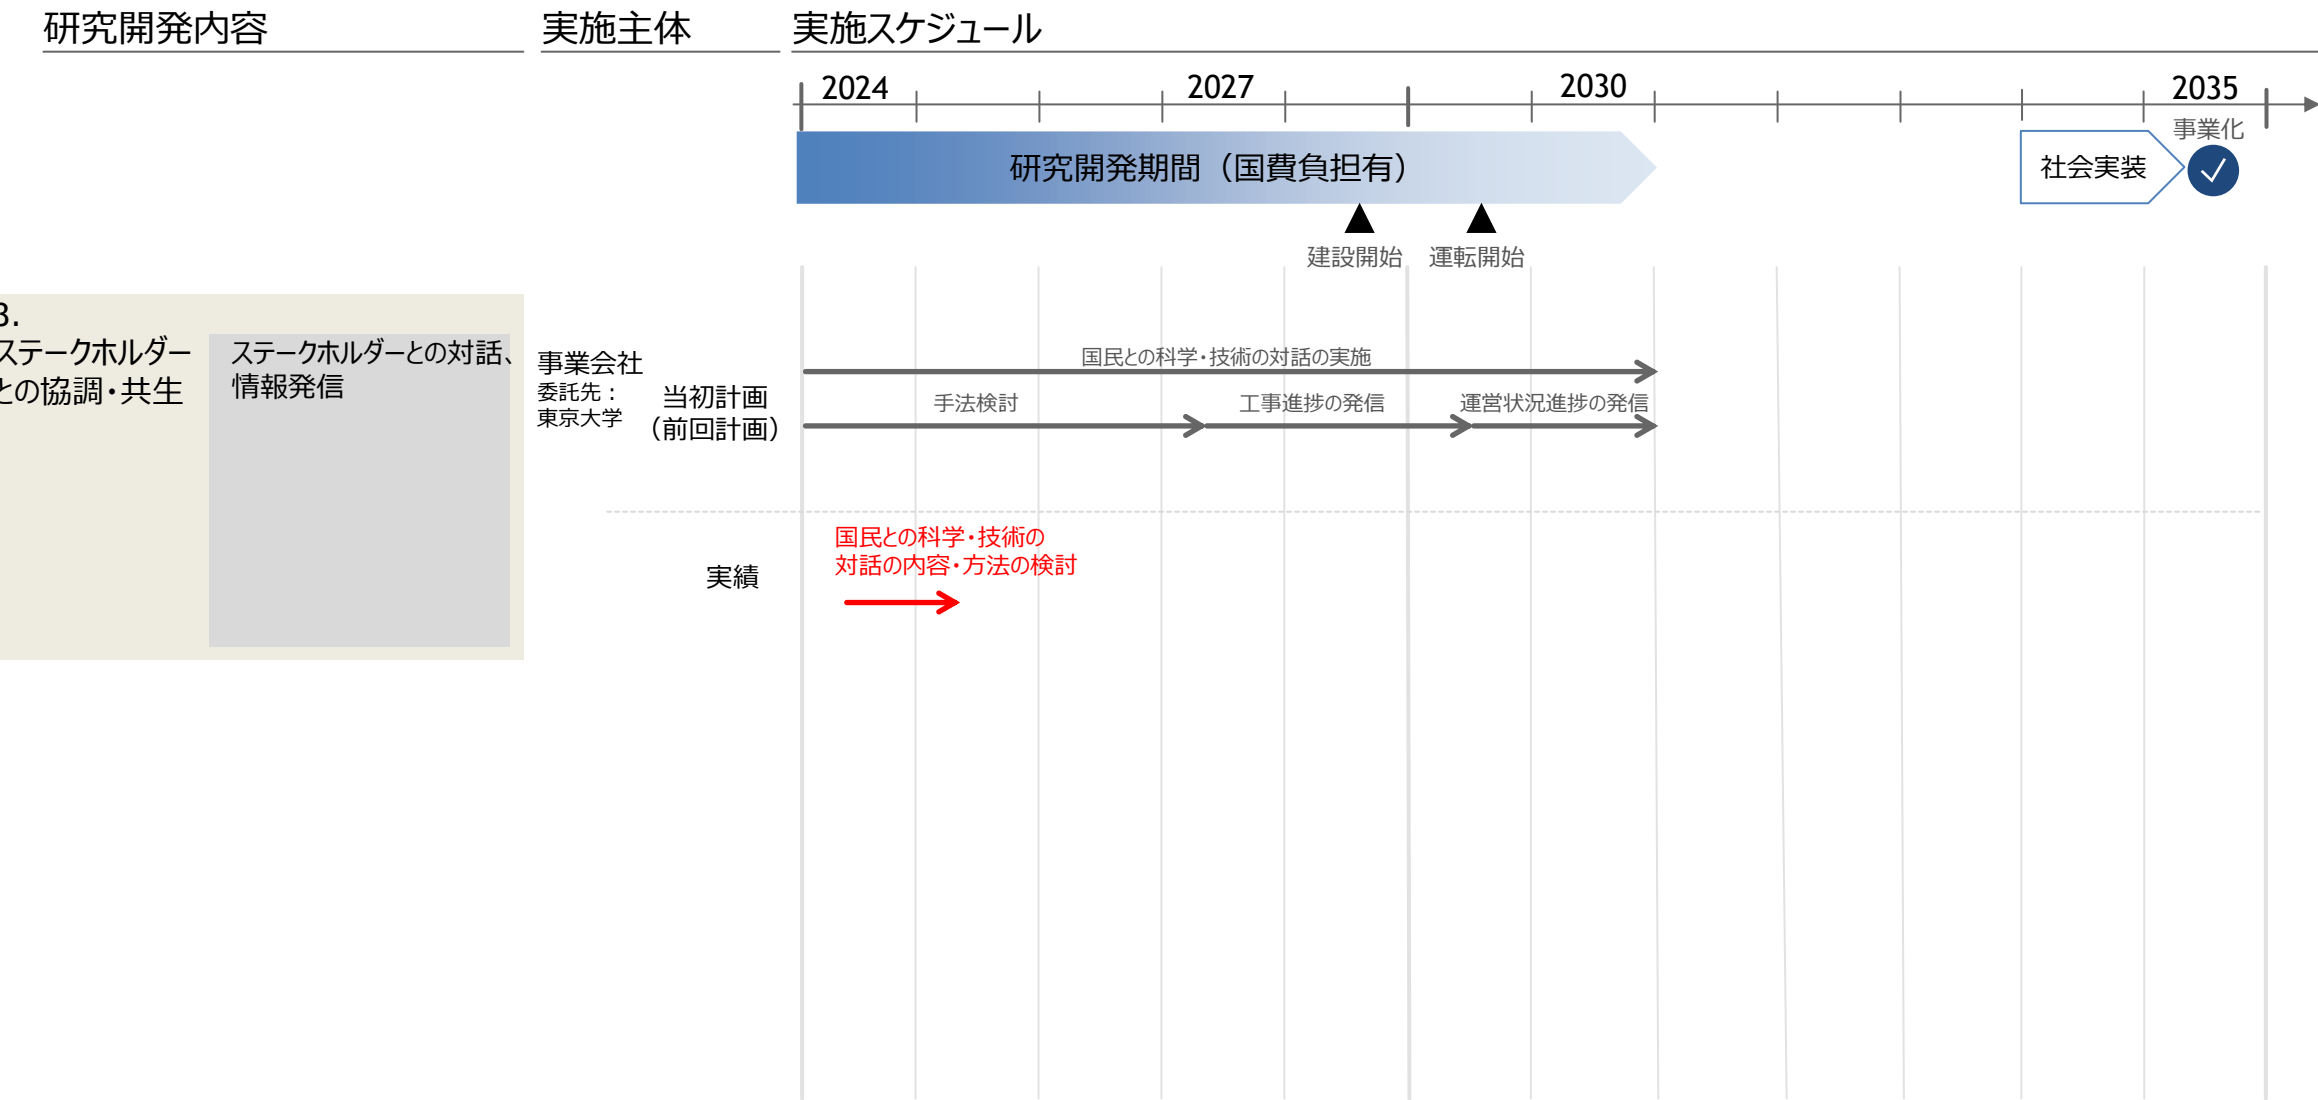 研究開発内容
実施主体
実施スケジュール
2024
2027
2030
2035
事業化
研究開発期間（国費負担有）
社会実装
建設開始
運転開始
3.
ステークホルダー
との協調・共生
ステークホルダーとの対話、
情報発信
事業会社
委託先：
東京大学
当初計画
（前回計画）
国民との科学・技術の対話の実施
手法検討
工事進捗の発信
運営状況進捗の発信
実績
国民との科学・技術の
対話の内容・方法の検討